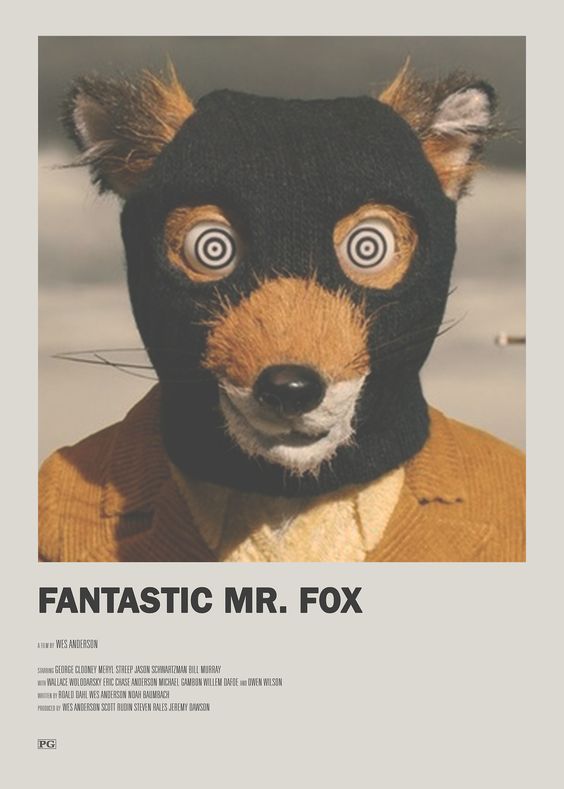 FANTASTIC MR. FOX
A FILM BY WES ANDERSON
STARRING GEORGE CLOONEY MERYL STREEP JASON SCHWARTZMAN BILL MURRAY
WITH WALLACE WOLODARSKY ERIC CHASE ANDERSON MICHAEL GAMBON WILLEM DAFOE AND OWEN WILSON
WRITTEN BY ROALD DAHL WES ANDERSON NOAH BAUMBACH
PRODUCED BY WES ANDERSON SCOTT RUDIN STEVEN RALES JEREMY DAWSON
PG